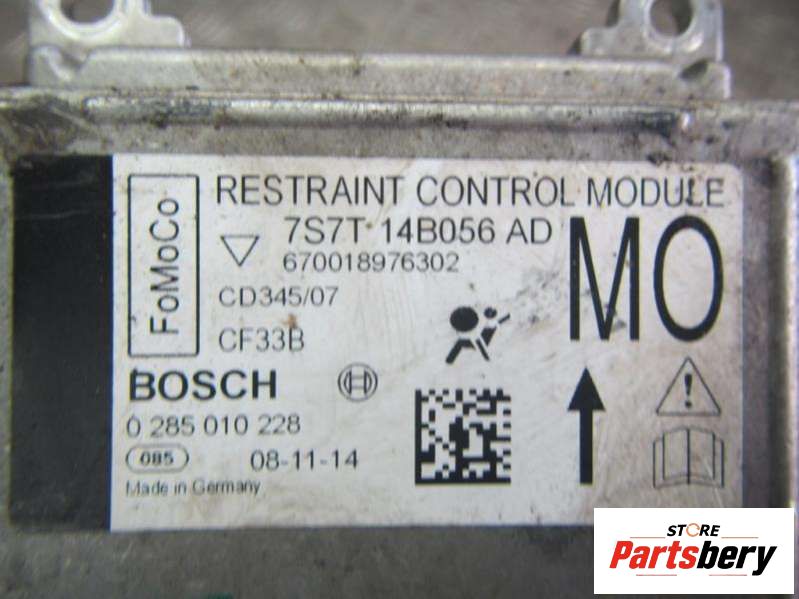 FoMoCo
RESTRAINT CONTROL MODULE
7S7T 14B056 AD
670018976302
MO
CD345/07
CF33B
BOSCH
0 285 010 228
085
08-11-14
Made in Germany
STORE
Partsbery